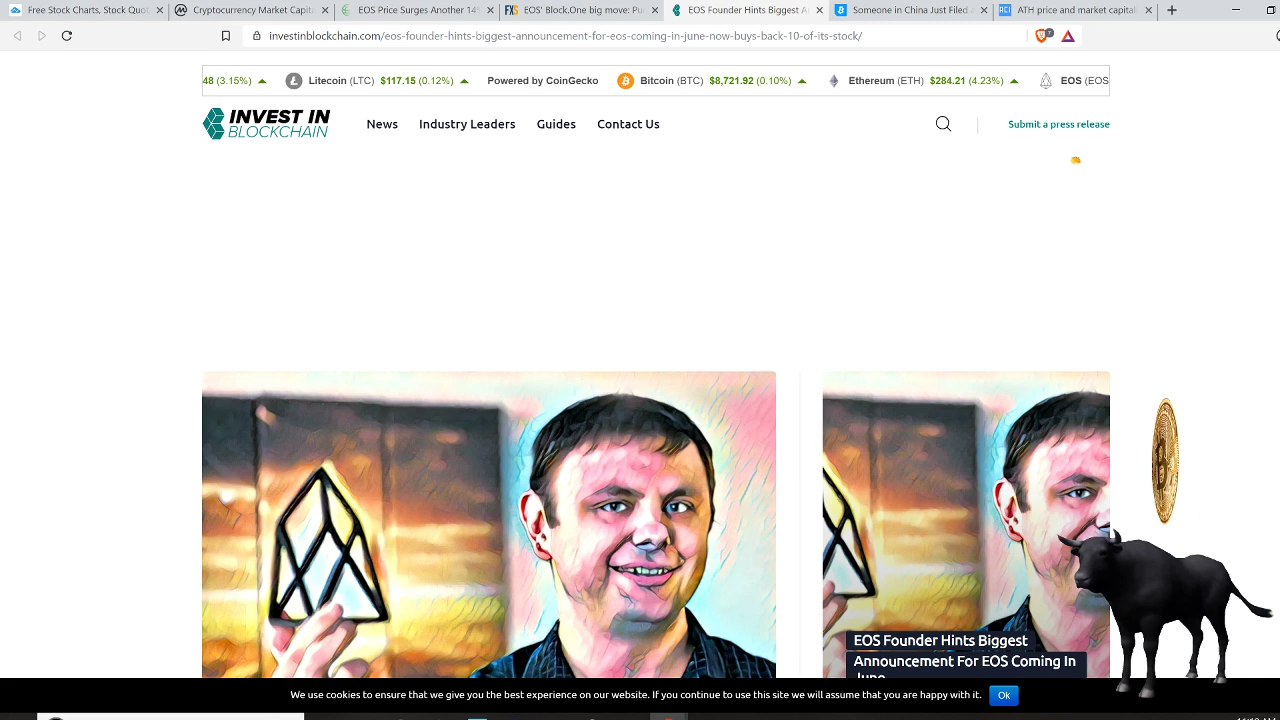 Free Stock Charts, Stock Quot
Cryptocurrency Market Capit
EOS Price Surges Another 14%
FXS EOS' Block.One big move: Pu
EOS Founder Hints Biggest A
Someone in China Just Filed
ATH price and market capital
investinblockchain.com/eos-founder-hints-biggest-announcement-for-eos-coming-in-june-now-buys-back-10-of-its-stock/
48 (3.15%) Litecoin (LTC) $117.15 (0.12%) Powered by CoinGecko Bitcoin (BTC) $8,721.92 (0.10%) Ethereum (ETH) $284.21 (4.23%) EOS (EOS
INVEST IN
BLOCKCHAIN
News Industry Leaders Guides Contact Us Submit a press release
EOS Founder Hints Biggest
Announcement For EOS Coming In
June
We use cookies to ensure that we give you the best experience on our website. If you continue to use this site we will assume that you are happy with it. Ok